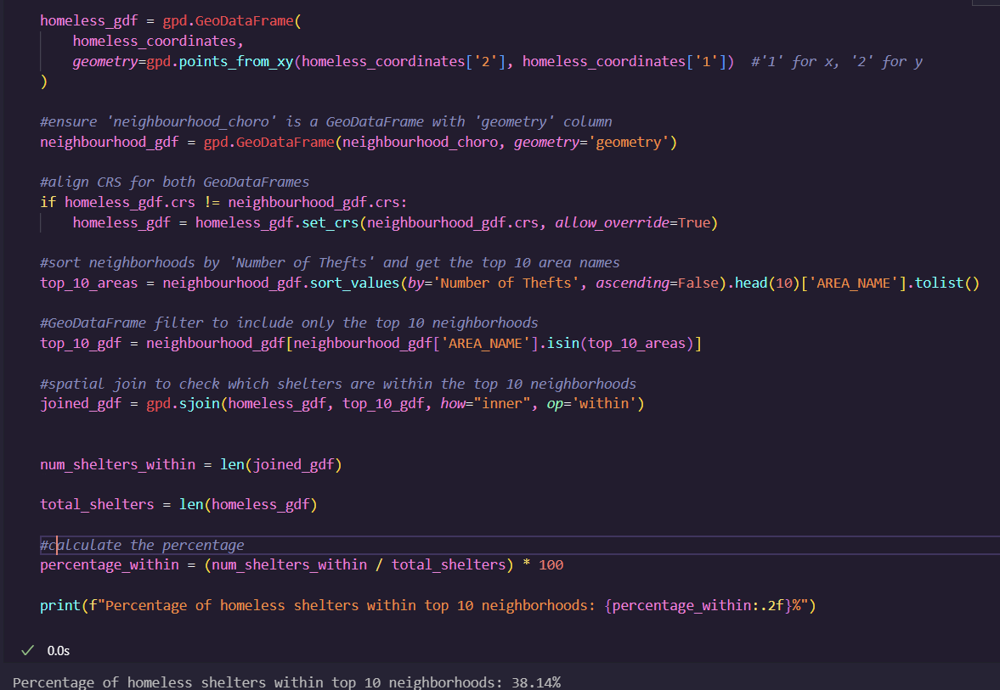 homeless_gdf = gpd.GeoDataFrame(
    homeless_coordinates,
    geometry=gpd.points_from_xy(homeless_coordinates['2'], homeless_coordinates['1'])  #'1' for x, '2' for y
)

#ensure 'neighbourhood_choro' is a GeoDataFrame with 'geometry' column
neighbourhood_gdf = gpd.GeoDataFrame(neighbourhood_choro, geometry='geometry')

#align CRS for both GeoDataFrames
if homeless_gdf.crs != neighbourhood_gdf.crs:
    homeless_gdf = homeless_gdf.set_crs(neighbourhood_gdf.crs, allow_override=True)

#sort neighborhoods by 'Number of Thefts' and get the top 10 area names
top_10_areas = neighbourhood_gdf.sort_values(by='Number of Thefts', ascending=False).head(10)['AREA_NAME'].tolist()

#GeoDataFrame filter to include only the top 10 neighborhoods
top_10_gdf = neighbourhood_gdf[neighbourhood_gdf['AREA_NAME'].isin(top_10_areas)]

#spatial join to check which shelters are within the top 10 neighborhoods
joined_gdf = gpd.sjoin(homeless_gdf, top_10_gdf, how="inner", op='within')


num_shelters_within = len(joined_gdf)

total_shelters = len(homeless_gdf)

#calculate the percentage
percentage_within = (num_shelters_within / total_shelters) * 100

print(f"Percentage of homeless shelters within top 10 neighborhoods: {percentage_within:.2f}%")

✓ 0.0s
Percentage of homeless shelters within top 10 neighborhoods: 38.14%